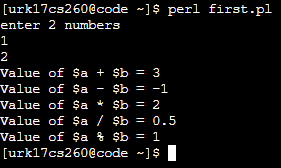 [urk17cs260@code ~]$ perl first.pl
enter 2 numbers
1
2
Value of $a + $b = 3
Value of $a - $b = -1
Value of $a * $b = 2
Value of $a / $b = 0.5
Value of $a % $b = 1
[urk17cs260@code ~]$